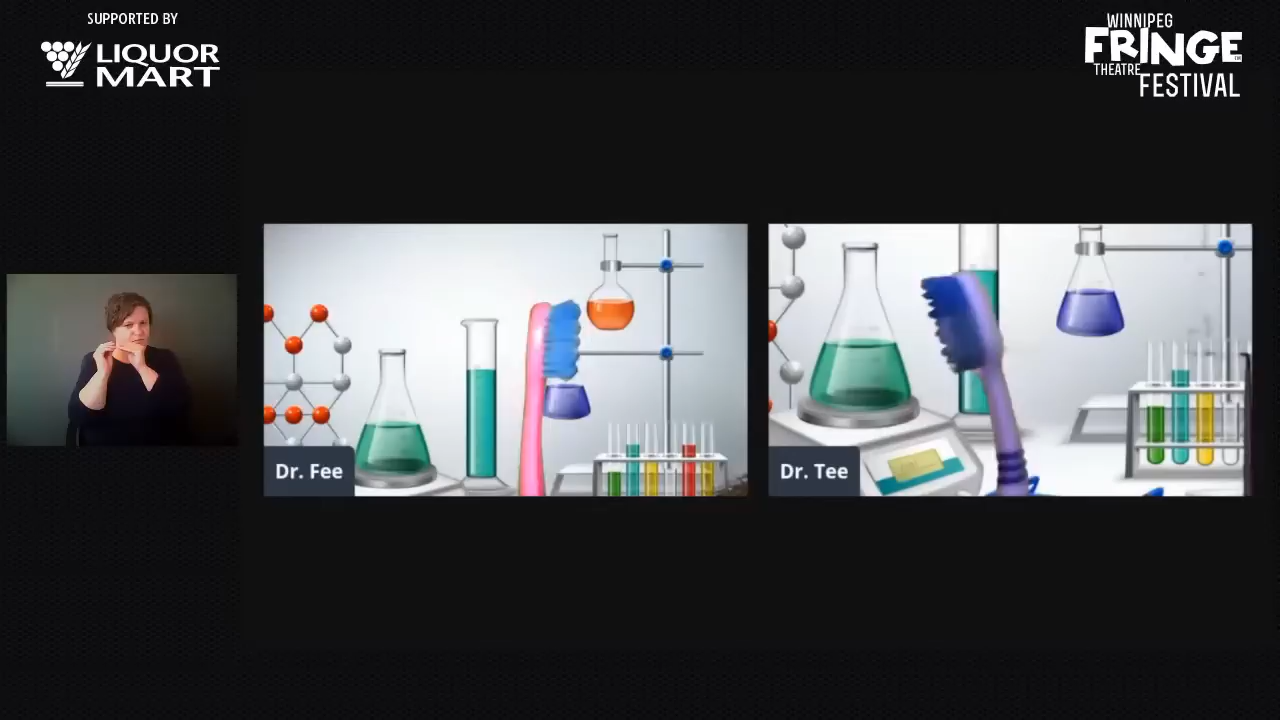 SUPPORTED BY
LIQUOR
MART
WINNIPEG
FRINGE
THEATRE
FESTIVAL
Dr. Fee
Dr. Tee